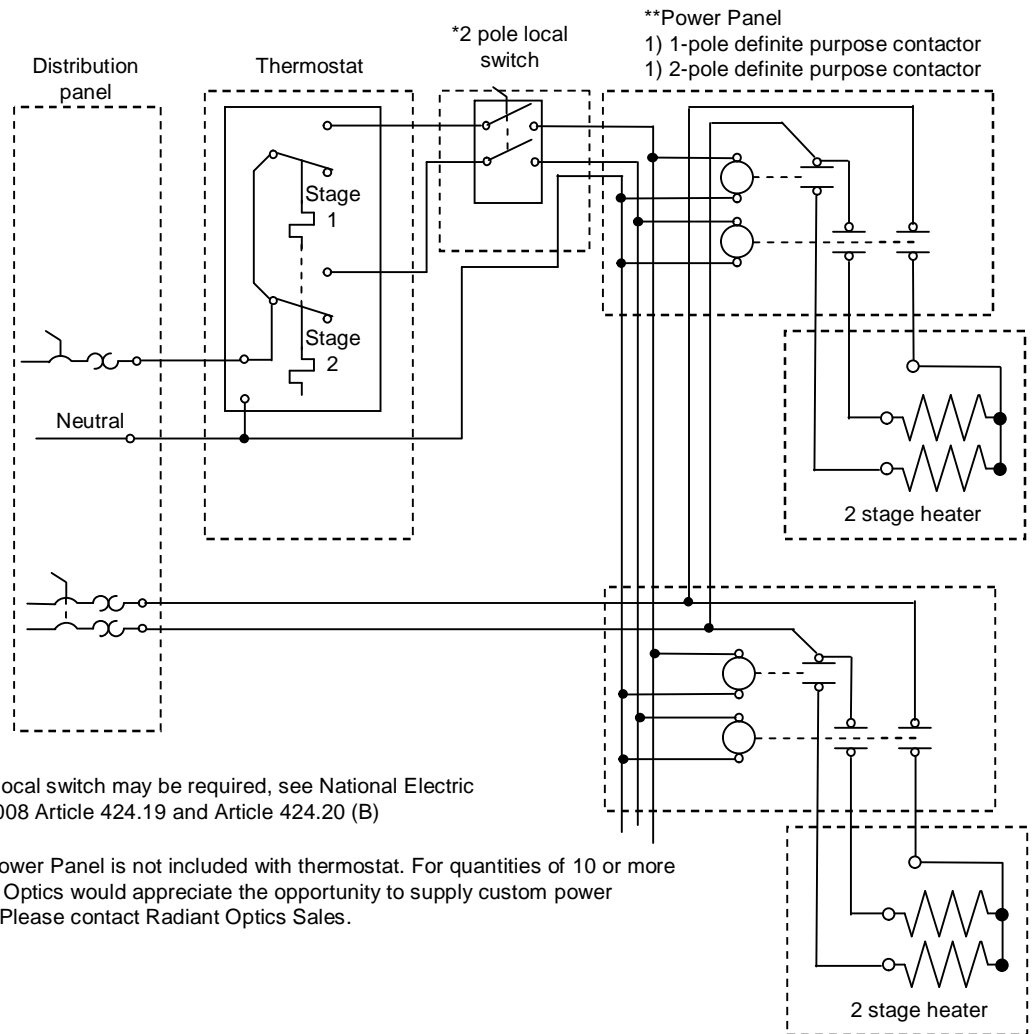 **Power Panel
1) 1-pole definite purpose contactor
1) 2-pole definite purpose contactor
*2 pole local
switch
Distribution
panel
Thermostat
Stage
1
Stage
2
Neutral
2 stage heater
ocal switch may be required, see National Electric
008 Article 424.19 and Article 424.20 (B)
ower Panel is not included with thermostat. For quantities of 10 or more
Optics would appreciate the opportunity to supply custom power
Please contact Radiant Optics Sales.
2 stage heater